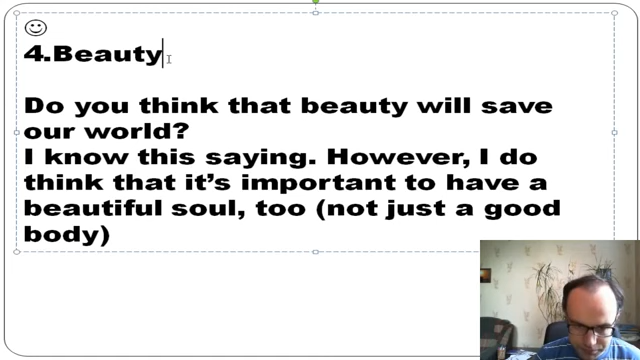 4.Beauty
Do you think that beauty will save
our world?
I know this saying. However, I do
think that it's important to have a
beautiful soul, too (not just a good
body)